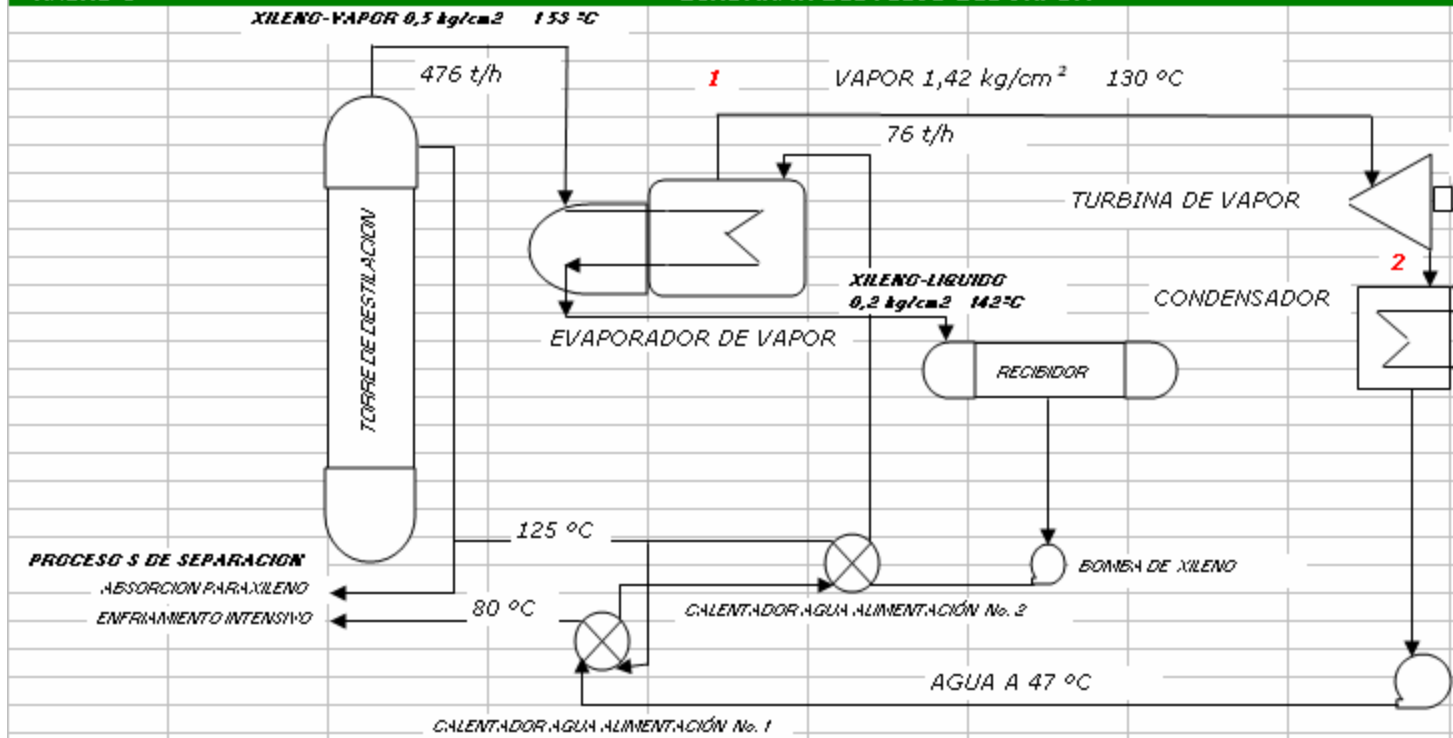 XILENO-VAPOR 0,5 kg/cm2 153 ºC
476 t/h
1
VAPOR 1,42 kg/cm² 130 ºC
76 t/h
TURBINA DE VAPOR
2
TORRE DE DESTILACION
XILENO-LIQUIDO
0,2 kg/cm2 142ºC
CONDENSADOR
EVAPORADOR DE VAPOR
RECIBIDOR
125 ºC
PROCESO S DE SEPARACION
BOMBA DE XILENO
ABSORCION PARAXILENO
80 ºC
CALENTADOR AGUA ALIMENTACIÓN No. 2
ENFRIAMIENTO INTENSIVO
AGUA A 47 ºC
CALENTADOR AGUA ALIMENTACIÓN No. 1